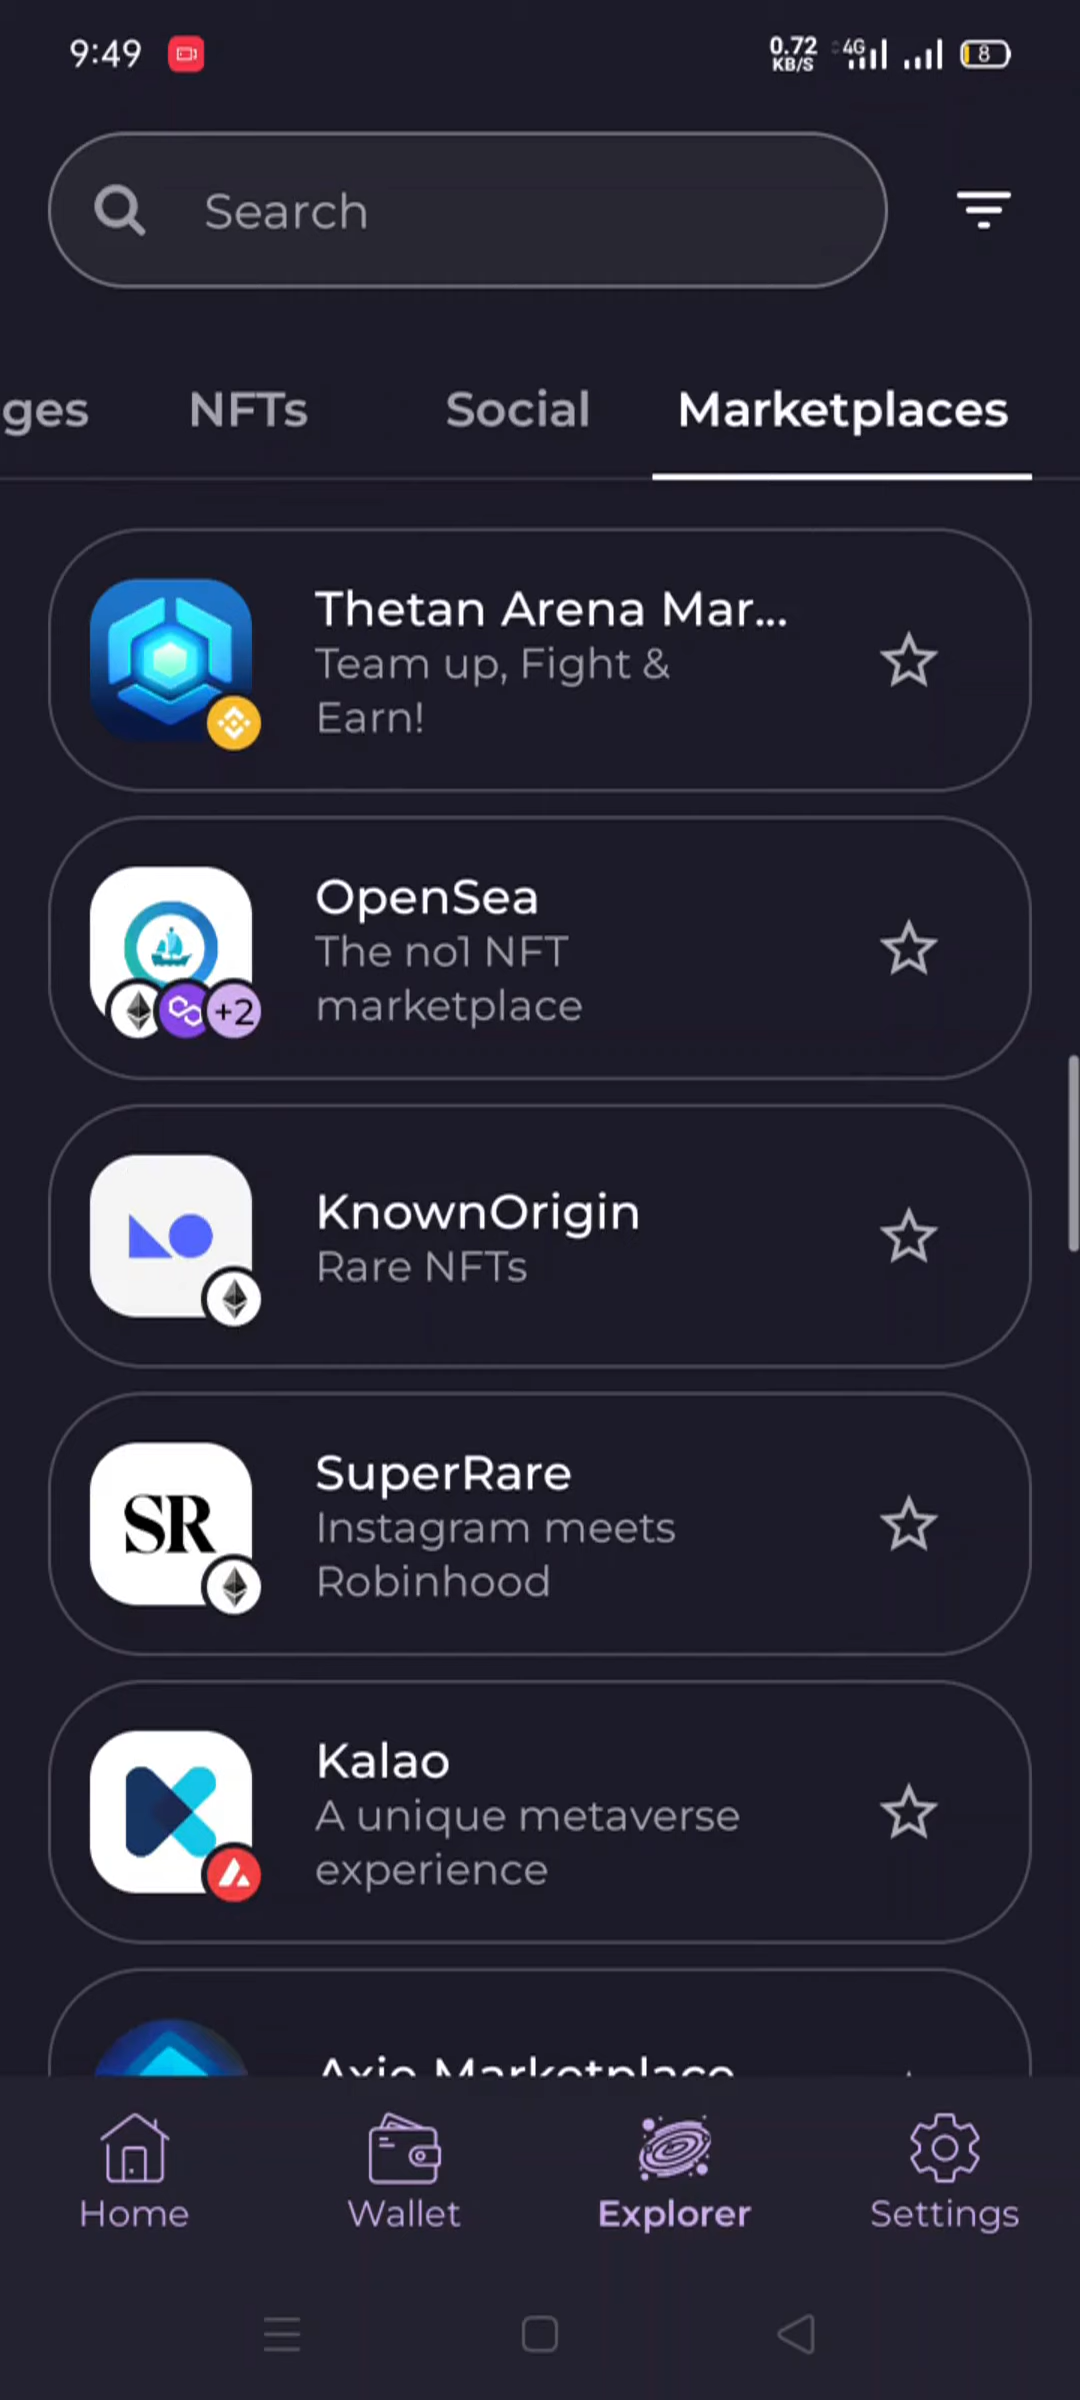 9:49
0.72
KB/S
4G
8
Search
ges
NFTs
Social
Marketplaces
Thetan Arena Mar...
Team up, Fight &
Earn!
OpenSea
The no1 NFT
marketplace
+2
KnownOrigin
Rare NFTs
SR
SuperRare
Instagram meets
Robinhood
Kalao
A unique metaverse
experience
Axie Marketplace
Home
Wallet
Explorer
Settings